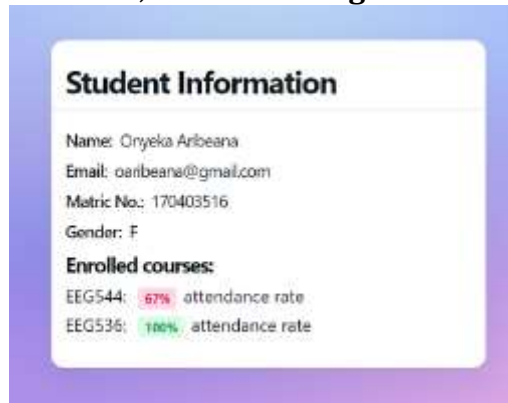 Student Information
Name: Onyeka Aribeana
Email: oaribeana@gmail.com
Matric No.: 170403516
Gender: F
Enrolled courses:
EEG544: 67% attendance rate
EEG536: 100% attendance rate